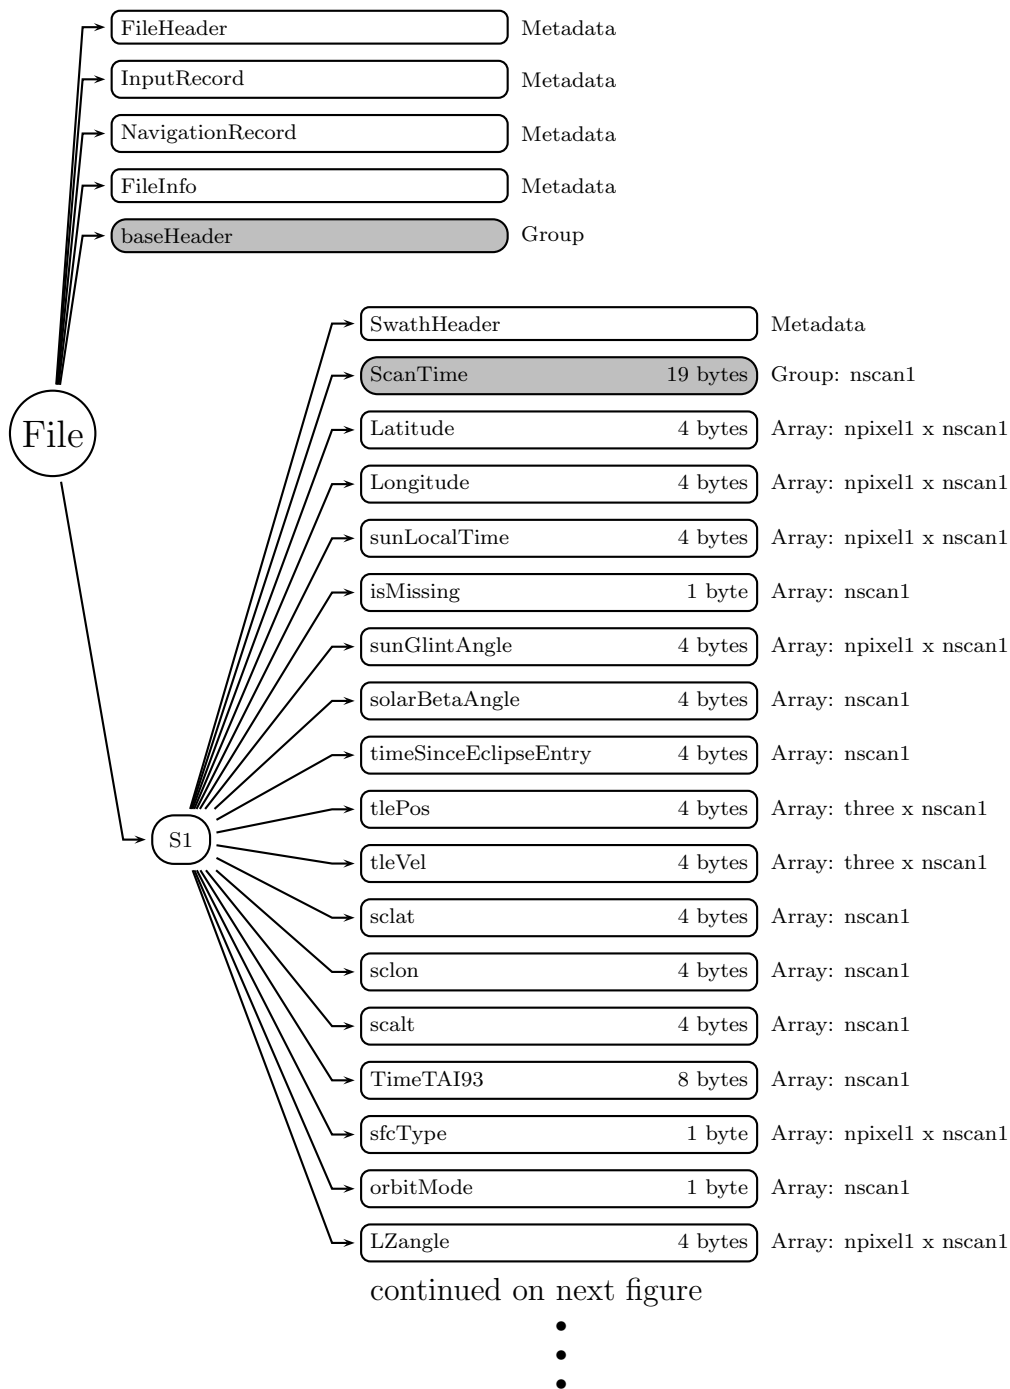 FileHeader Metadata
InputRecord Metadata
NavigationRecord Metadata
FileInfo Metadata
baseHeader Group
SwathHeader Metadata
ScanTime 19 bytes Group: nscan1
Latitude 4 bytes Array: npixel1 x nscan1
File
Longitude 4 bytes Array: npixel1 x nscan1
sunLocalTime 4 bytes Array: npixel1 x nscan1
isMissing 1 byte Array: nscan1
sunGlintAngle 4 bytes Array: npixel1 x nscan1
solarBetaAngle 4 bytes Array: nscan1
timeSinceEclipseEntry 4 bytes Array: nscan1
tlePos 4 bytes Array: three x nscan1
S1
tleVel 4 bytes Array: three x nscan1
sclat 4 bytes Array: nscan1
sclon 4 bytes Array: nscan1
scalt 4 bytes Array: nscan1
TimeTAI93 8 bytes Array: nscan1
sfcType 1 byte Array: npixel1 x nscan1
orbitMode 1 byte Array: nscan1
LZangle 4 bytes Array: npixel1 x nscan1
continued on next figure